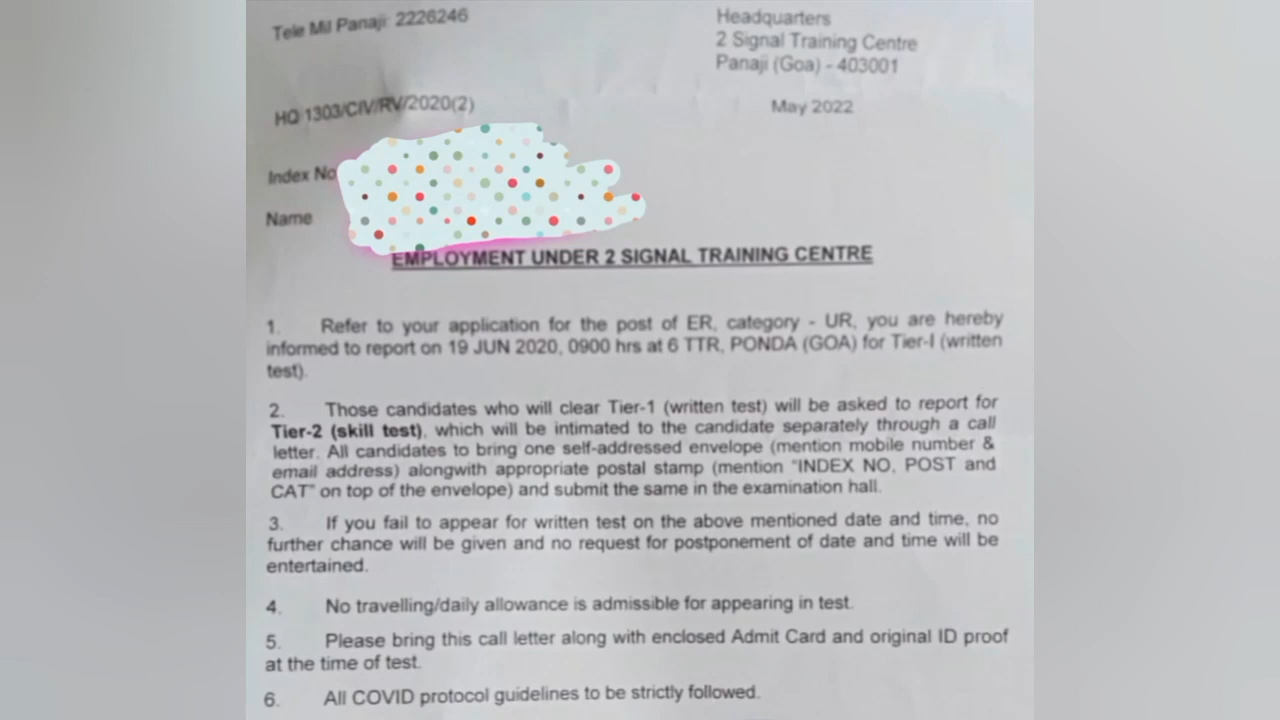 Tele Mil Panaji: 2226246
Headquarters
2 Signal Training Centre
Panaji (Goa) - 403001
HQ 1303/CIV/RV/2020(2)
May 2022
Index No
Name
EMPLOYMENT UNDER 2 SIGNAL TRAINING CENTRE
1. Refer to your application for the post of ER, category - UR, you are hereby
informed to report on 19 JUN 2020, 0900 hrs at 6 TTR, PONDA (GOA) for Tier-I (written
test).
2. Those candidates who will clear Tier-1 (written test) will be asked to report for
Tier-2 (skill test), which will be intimated to the candidate separately through a call
letter. All candidates to bring one self-addressed envelope (mention mobile number &
email address) alongwith appropriate postal stamp (mention "INDEX NO, POST and
CAT" on top of the envelope) and submit the same in the examination hall.
3. If you fail to appear for written test on the above mentioned date and time, no
further chance will be given and no request for postponement of date and time will be
entertained.
4. No travelling/daily allowance is admissible for appearing in test.
5. Please bring this call letter along with enclosed Admit Card and original ID proof
at the time of test.
6. All COVID protocol guidelines to be strictly followed.